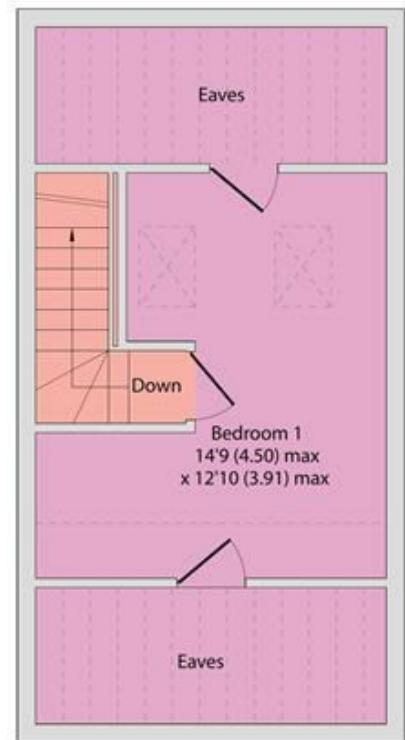 Eaves
Down
Bedroom 1
14'9 (4.50) max
x 12'10 (3.91) max
Eaves